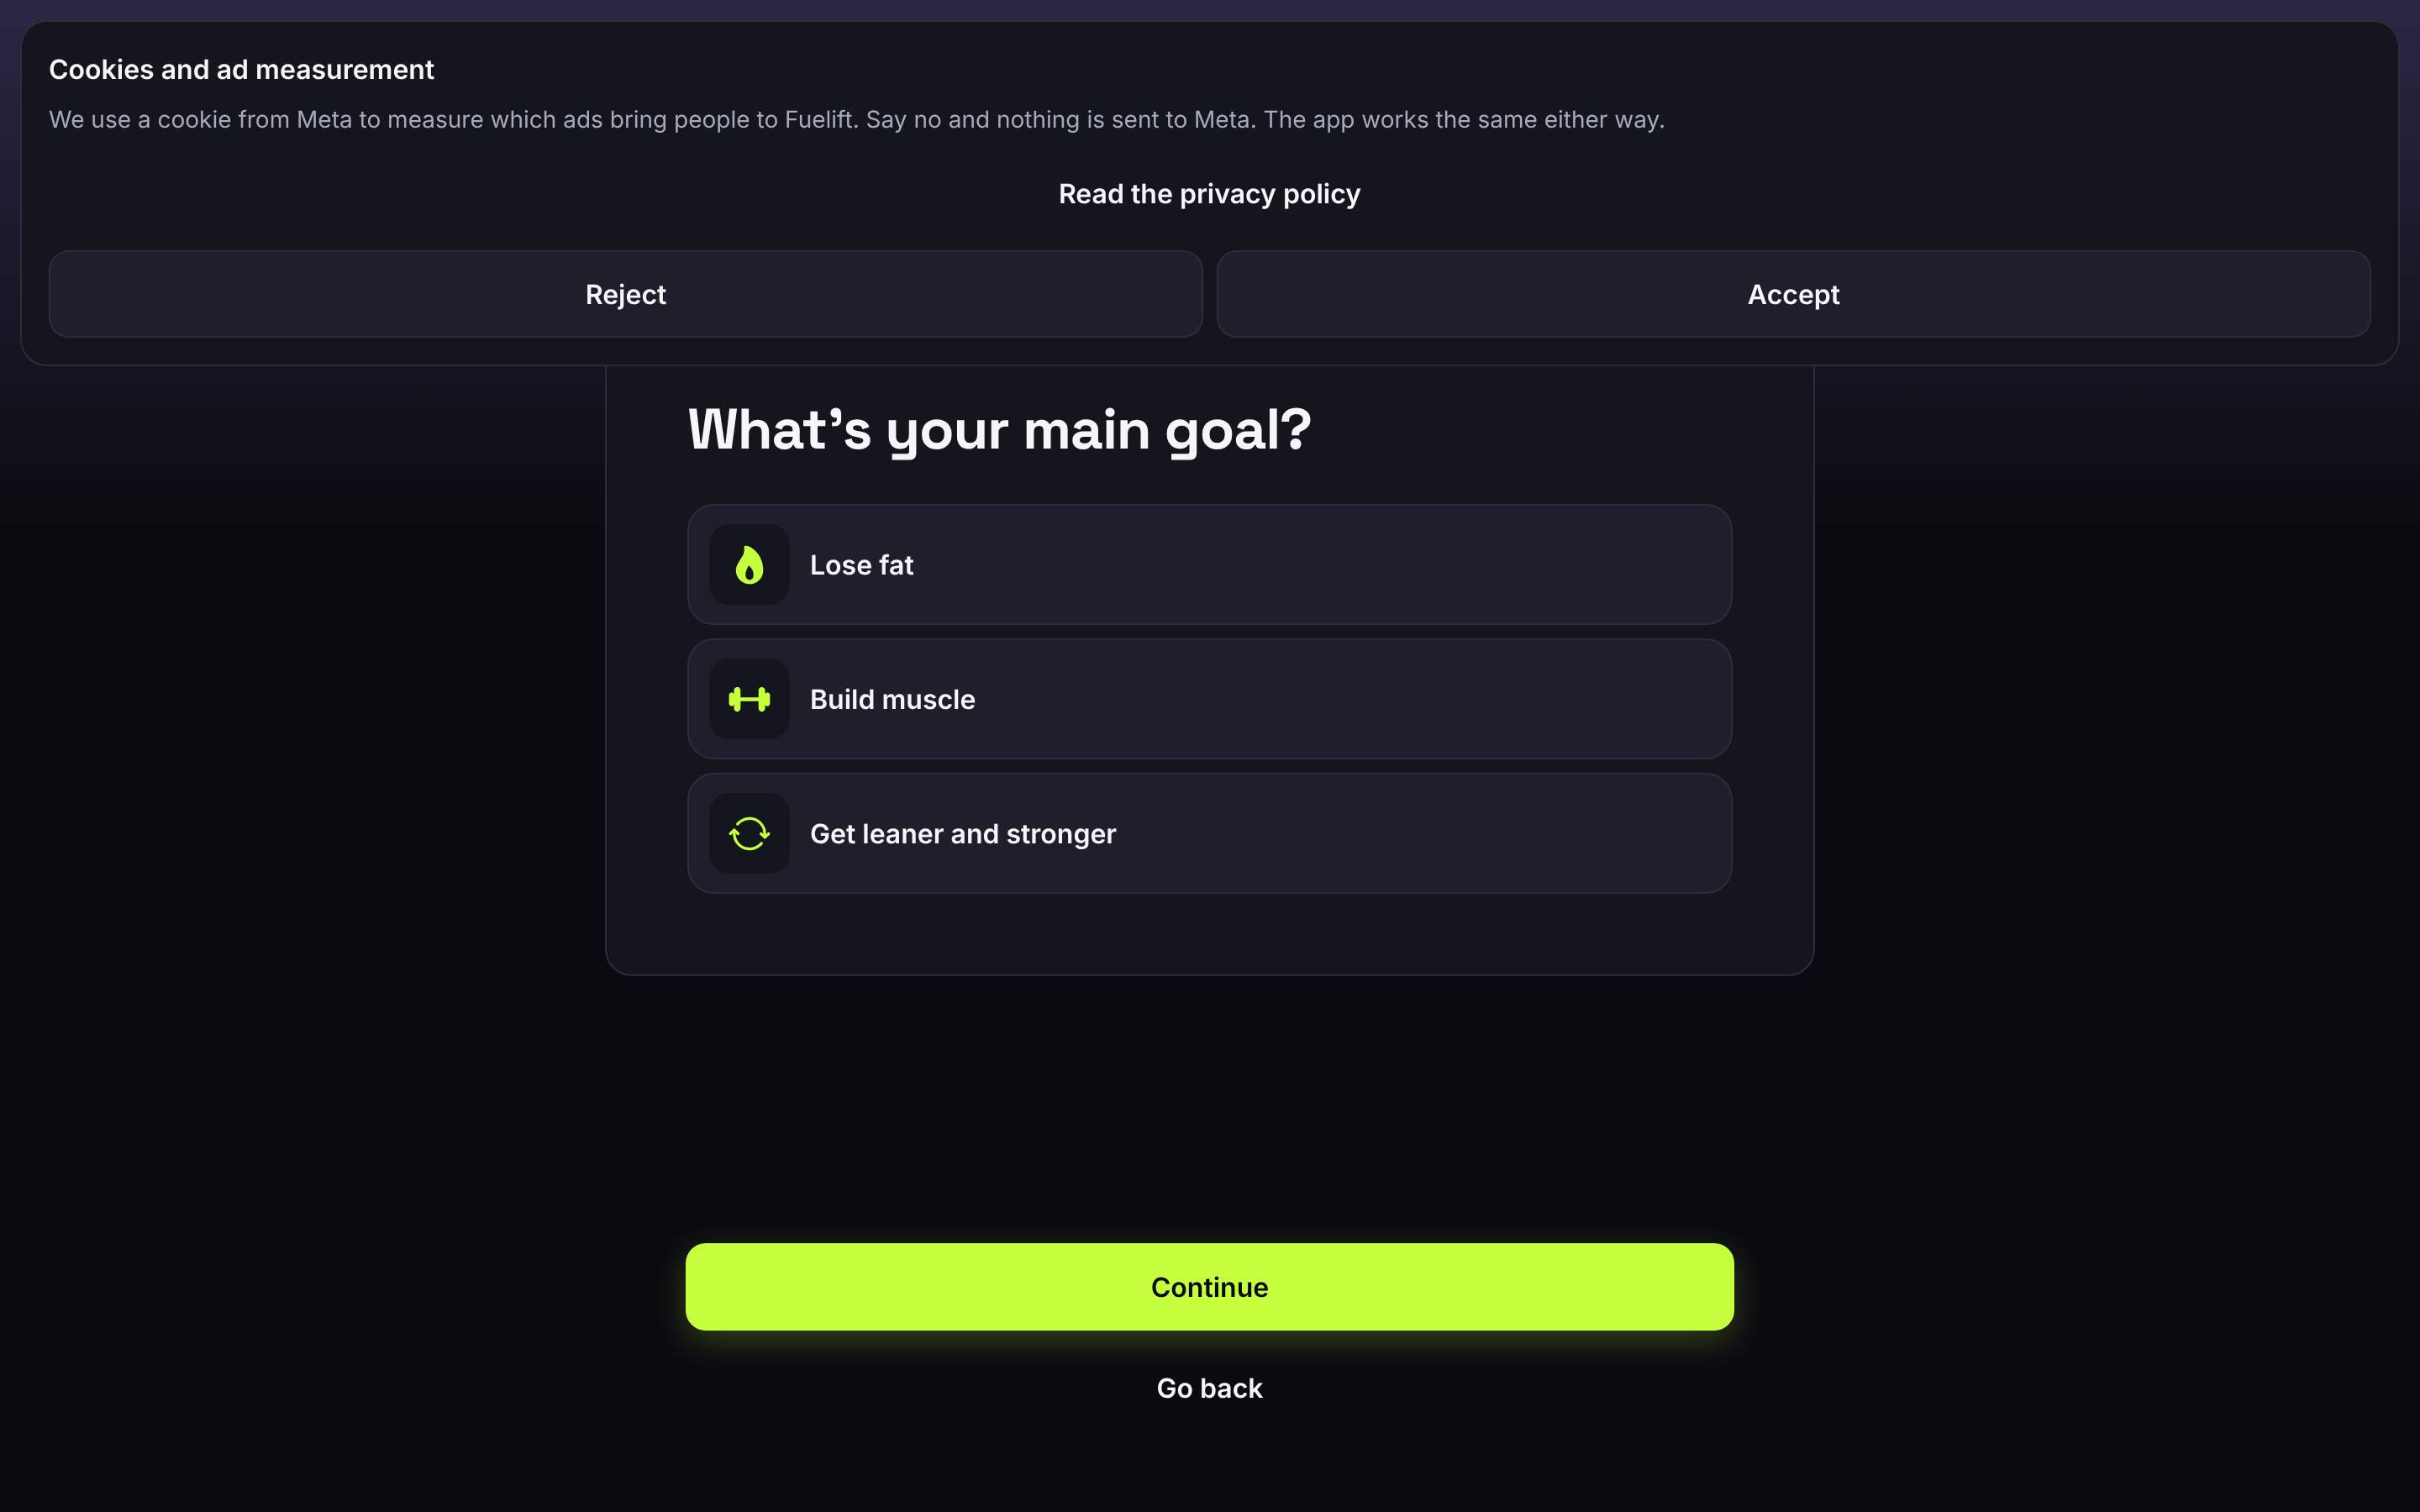 Cookies and ad measurement
We use a cookie from Meta to measure which ads bring people to Fuelift. Say no and nothing is sent to Meta. The app works the same either way.
Read the privacy policy
Reject
Accept
What’s your main goal?
Lose fat
Build muscle
Get leaner and stronger
Continue
Go back